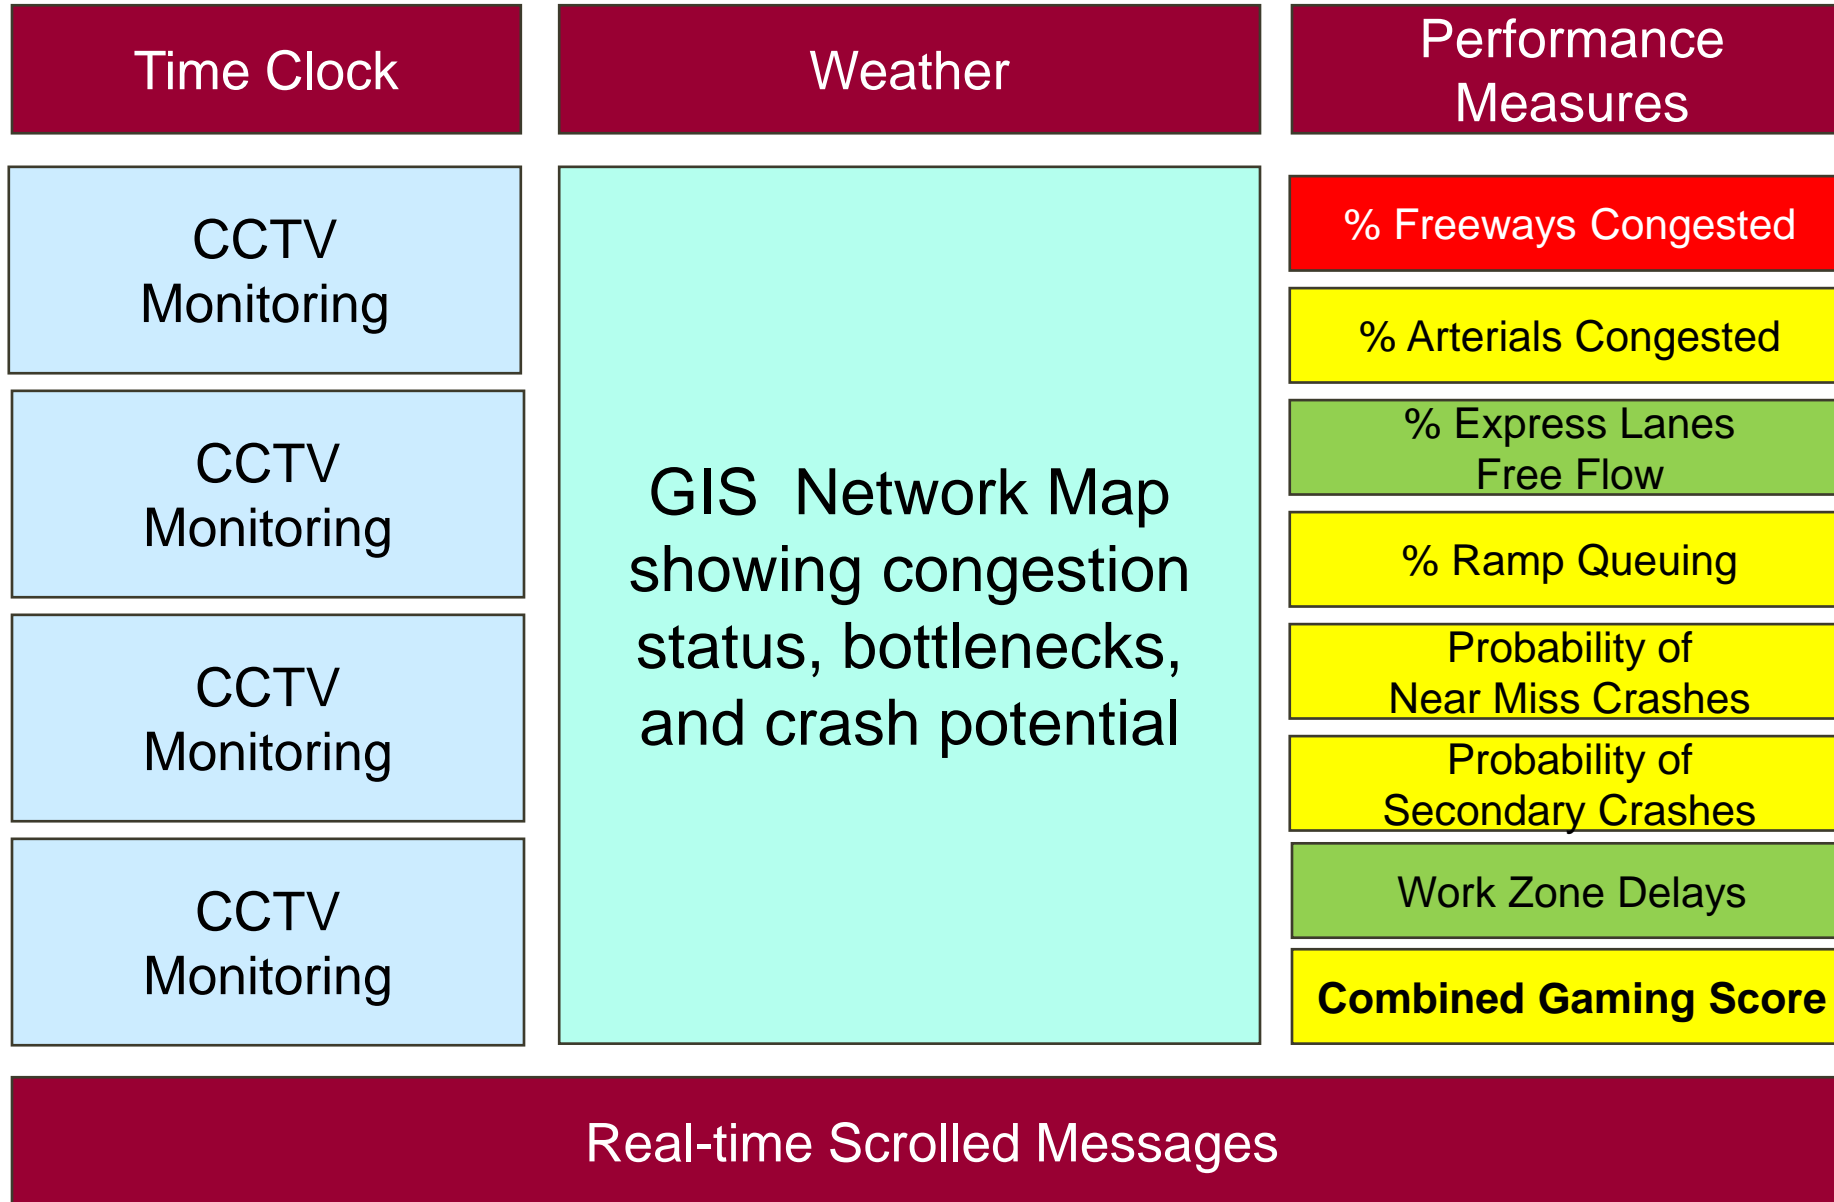 Time Clock
Weather
Performance
Measures
CCTV
Monitoring
CCTV
Monitoring
CCTV
Monitoring
CCTV
Monitoring
GIS  Network Map
showing congestion
status, bottlenecks,
and crash potential
% Freeways Congested
% Arterials Congested
% Express Lanes
Free Flow
% Ramp Queuing
Probability of
Near Miss Crashes
Probability of
Secondary Crashes
Work Zone Delays
Combined Gaming Score
Real-time Scrolled Messages